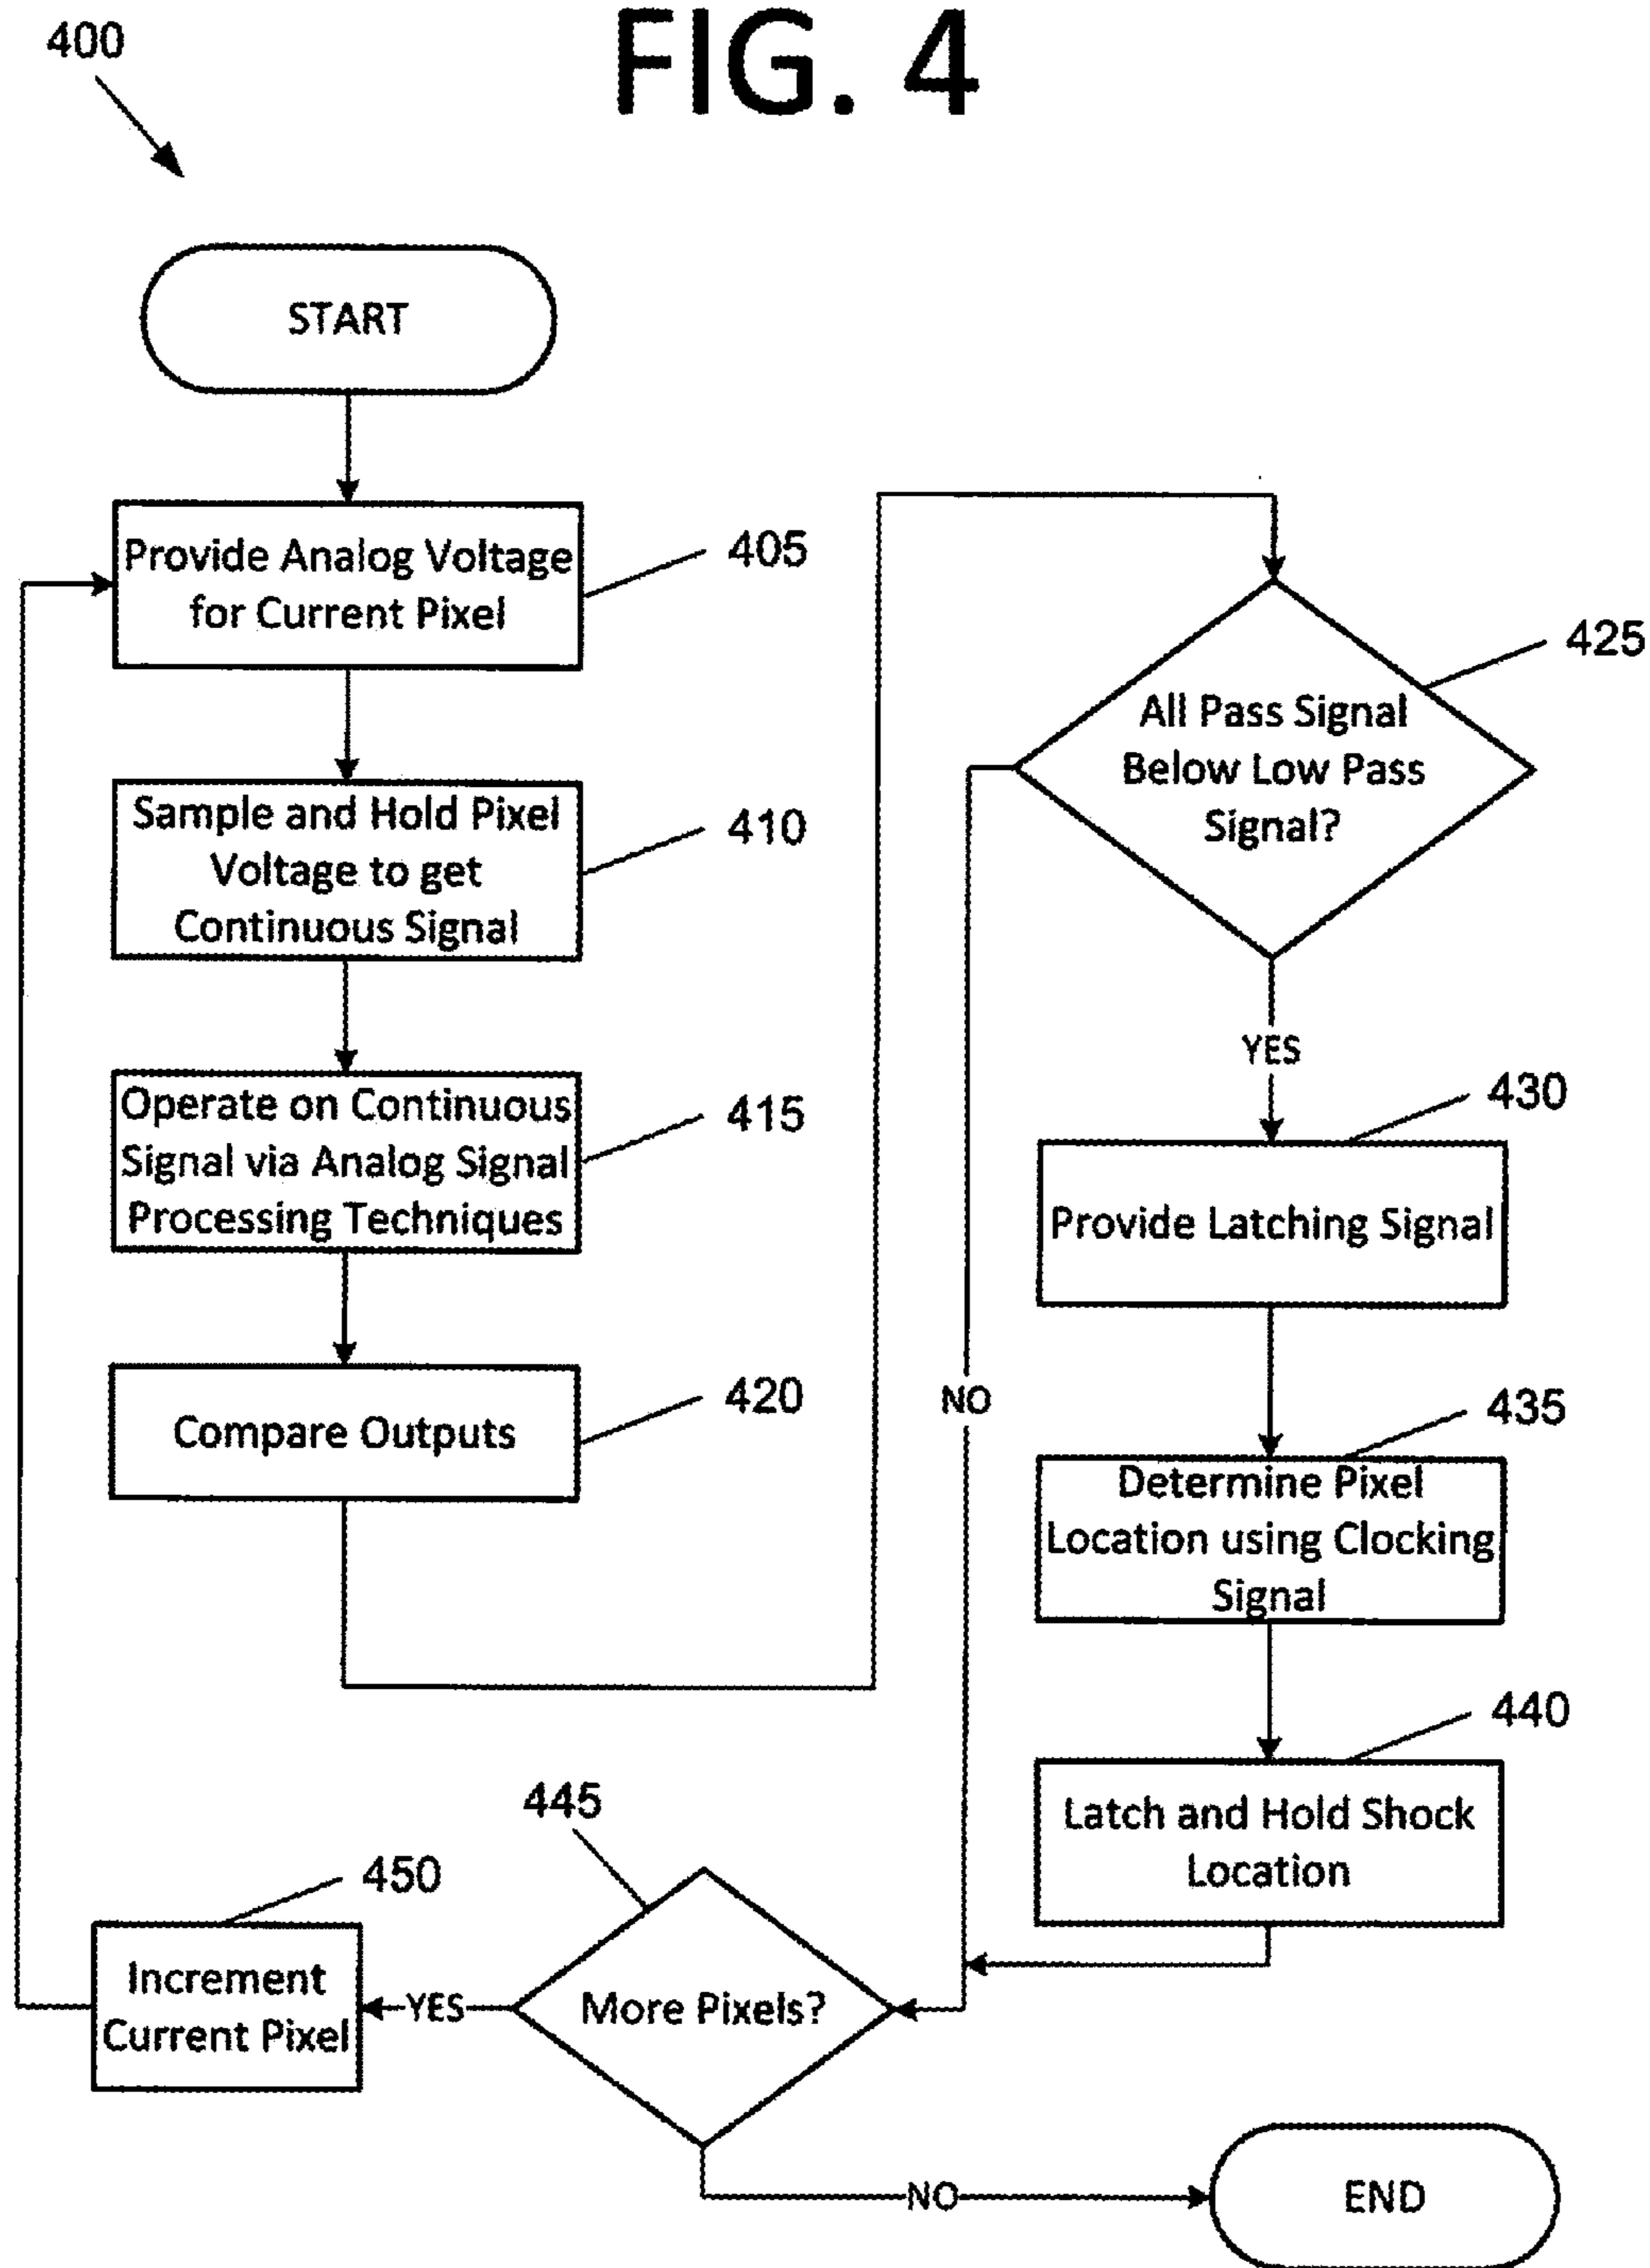 FIG. 4
400
START
Provide Analog Voltage
for Current Pixel
405
Sample and Hold Pixel
Voltage to get
Continuous Signal
410
Operate on Continuous
Signal via Analog Signal
Processing Techniques
415
Compare Outputs
420
All Pass Signal
Below Low Pass
Signal?
425
YES
NO
Provide Latching Signal
430
Determine Pixel
Location using Clocking
Signal
435
Latch and Hold Shock
Location
440
More Pixels?
445
YES
Increment
Current Pixel
450
NO
END